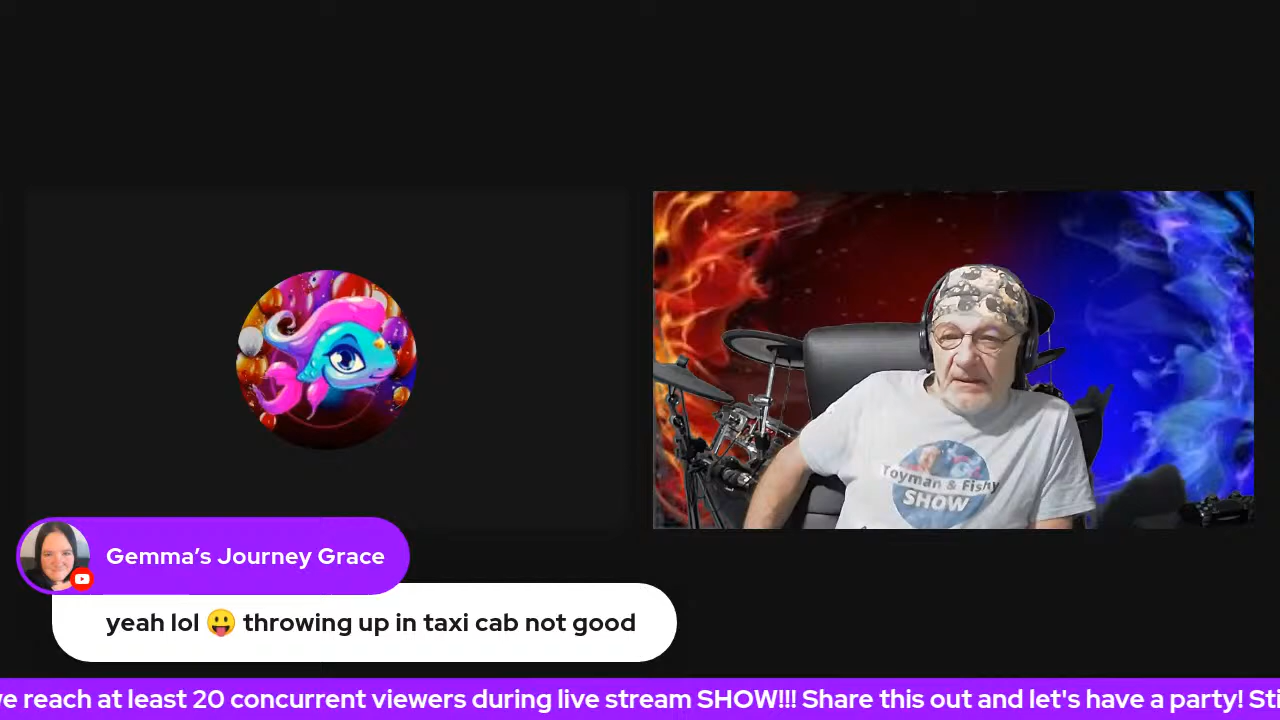 Toyman & Fishy
SHOW
Gemma's Journey Grace
yeah lol 😛 throwing up in taxi cab not good
ve reach at least 20 concurrent viewers during live stream SHOW!!! Share this out and let's have a party! Sti